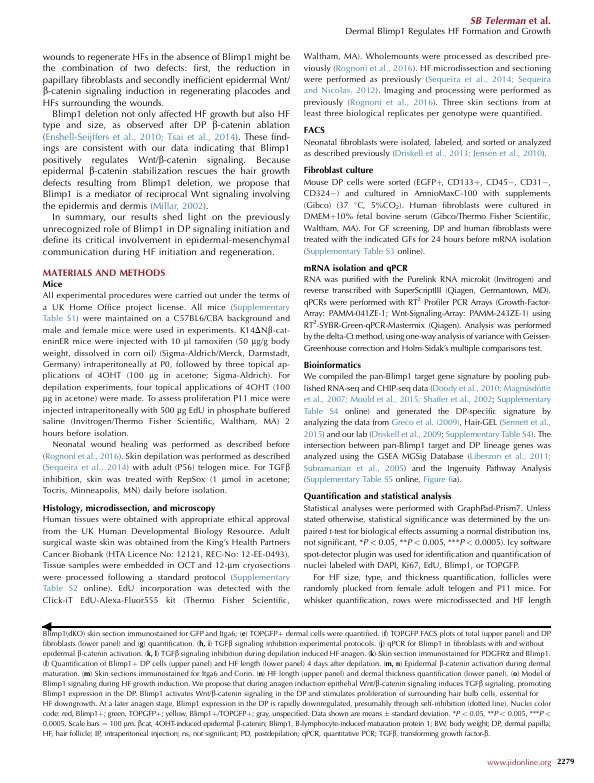 SB Telerman et al.
Dermal Blimp1 Regulates HF Formation and Growth
wounds to regenerate HFs in the absence of Blimp1 might be
the combination of two defects: first, the reduction in
papillary fibroblasts and secondly inefficient epidermal Wnt/
β-catenin signaling induction in regenerating placodes and
HFs surrounding the wounds.
Blimp1 deletion not only affected HF growth but also HF
type and size, as observed after DP β-catenin ablation
(Enshell-Seijffers et al., 2010; Tsai et al., 2014). These find-
ings are consistent with our data indicating that Blimp1
positively regulates Wnt/β-catenin signaling. Because
epidermal β-catenin stabilization rescues the hair growth
defects resulting from Blimp1 deletion, we propose that
Blimp1 is a mediator of reciprocal Wnt signaling involving
the epidermis and dermis (Millar, 2002).
In summary, our results shed light on the previously
unrecognized role of Blimp1 in DP signaling initiation and
define its critical involvement in epidermal-mesenchymal
communication during HF initiation and regeneration.
MATERIALS AND METHODS
Mice
All experimental procedures were carried out under the terms of
a UK Home Office project license. All mice (Supplementary
Table S1) were maintained on a C57BL6/CBA background and
male and female mice were used in experiments. K14ΔNβ-cat-
eninER mice were injected with 10 μl tamoxifen (50 μg/g body
weight, dissolved in corn oil) (Sigma-Aldrich/Merck, Darmstadt,
Germany) intraperitoneally at P0, followed by three topical ap-
plications of 4OHT (100 μg in acetone; Sigma-Aldrich). For
depilation experiments, four topical applications of 4OHT (100
μg in acetone) were made. To assess proliferation P11 mice were
injected intraperitoneally with 500 μg EdU in phosphate buffered
saline (Invitrogen/Thermo Fisher Scientific, Waltham, MA) 2
hours before isolation.
Neonatal wound healing was performed as described before
(Rognoni et al., 2016). Skin depilation was performed as described
(Sequeira et al., 2014) with adult (P56) telogen mice. For TGFβ
inhibition, skin was treated with RepSox (1 μmol in acetone;
Tocris, Minneapolis, MN) daily before isolation.
Histology, microdissection, and microscopy
Human tissues were obtained with appropriate ethical approval
from the UK Human Developmental Biology Resource. Adult
surgical waste skin was obtained from the King's Health Partners
Cancer Biobank (HTA Licence No: 12121, REC-No: 12-EE-0493).
Tissue samples were embedded in OCT and 12-μm cryosections
were processed following a standard protocol (Supplementary
Table S2 online). EdU incorporation was detected with the
Click-iT EdU-Alexa-Fluor555 kit (Thermo Fisher Scientific,
Waltham, MA). Wholemounts were processed as described pre-
viously (Rognoni et al., 2016). HF microdissection and sectioning
were performed as previously (Sequeira et al., 2014; Sequeira
and Nicolas, 2012). Imaging and processing were performed as
previously (Rognoni et al., 2016). Three skin sections from at
least three biological replicates per genotype were quantified.
FACS
Neonatal fibroblasts were isolated, labeled, and sorted or analyzed
as described previously (Driskell et al., 2013; Jensen et al., 2010).
Fibroblast culture
Mouse DP cells were sorted (EGFP+, CD133+, CD45−, CD31−,
CD324−) and cultured in AmnioMaxC-100 with supplements
(Gibco) (37 °C, 5%CO2). Human fibroblasts were cultured in
DMEM+10% fetal bovine serum (Gibco/Thermo Fisher Scientific,
Waltham, MA). For GF screening, DP and human fibroblasts were
treated with the indicated GFs for 24 hours before mRNA isolation
(Supplementary Table S3 online).
mRNA isolation and qPCR
RNA was purified with the Purelink RNA microkit (Invitrogen) and
reverse transcribed with SuperScriptIII (Qiagen, Germantown, MD).
qPCRs were performed with RT2 Profiler PCR Arrays (Growth-Factor-
Array: PAMM-041ZE-1; Wnt-Signaling-Array: PAMM-243ZE-1) using
RT2-SYBR-Green-qPCR-Mastermix (Qiagen). Analysis was performed
by the delta-Ct method, using one-way analysis of variance with Geisser-
Greenhouse correction and Holm-Sidak's multiple comparisons test.
Bioinformatics
We compiled the pan-Blimp1 target gene signature by pooling pub-
lished RNA-seq and CHIP-seq data (Doody et al., 2010; Magnúsdóttir
et al., 2007; Mould et al., 2015; Shaffer et al., 2002; Supplementary
Table S4 online) and generated the DP-specific signature by
analyzing the data from Greco et al. (2009), Hair-GEL (Sennett et al.,
2015) and our lab (Driskell et al., 2009; Supplementary Table S4). The
intersection between pan-Blimp1 target and DP lineage genes was
analyzed using the GSEA MGSig Database (Liberzon et al., 2011;
Subramanian et al., 2005) and the Ingenuity Pathway Analysis
(Supplementary Table S5 online, Figure 6a).
Quantification and statistical analysis
Statistical analyses were performed with GraphPad-Prism7. Unless
stated otherwise, statistical significance was determined by the un-
paired t-test for biological effects assuming a normal distribution (ns,
not significant, *P < 0.05, **P < 0.005, ***P < 0.0005). Icy software
spot-detector plugin was used for identification and quantification of
nuclei labeled with DAPI, Ki67, EdU, Blimp1, or TOPGFP.
For HF size, type, and thickness quantification, follicles were
randomly plucked from female adult telogen and P11 mice. For
whisker quantification, rows were microdissected and HF length
Blimp1(dKO) skin section immunostained for GFP and Itga6; (e) TOPGFP+ dermal cells were quantified. (f) TOPGFP FACS plots of total (upper panel) and DP
fibroblasts (lower panel) and (g) quantification. (h, i) TGFβ signaling inhibition experimental protocols. (j) qPCR for Blimp1 in fibroblasts with and without
epidermal β-catenin activation. (k, l) TGFβ signaling inhibition during depilation induced HF anagen. (k) Skin section immunostained for PDGFRα and Blimp1.
(l) Quantification of Blimp1+ DP cells (upper panel) and HF length (lower panel) 4 days after depilation. (m, n) Epidermal β-catenin activation during dermal
maturation. (m) Skin sections immunostained for Itga6 and Corin. (n) HF length (upper panel) and dermal thickness quantification (lower panel). (o) Model of
Blimp1 signaling during HF growth induction. We propose that during anagen induction epithelial Wnt/β-catenin signaling induces TGFβ signaling, promoting
Blimp1 expression in the DP. Blimp1 activates Wnt/β-catenin signaling in the DP and stimulates proliferation of surrounding hair bulb cells, essential for
HF downgrowth. At a later anagen stage, Blimp1 expression in the DP is rapidly downregulated, presumably through self-inhibition (dotted line). Nuclei color
code: red, Blimp1+; green, TOPGFP+; yellow, Blimp1+/TOPGFP+; gray, unspecified. Data shown are means ± standard deviation. *P < 0.05, **P < 0.005, ***P <
0.0005. Scale bars = 100 μm. βcat, 4OHT-induced epidermal β-catenin; Blimp1, B-lymphocyte-induced maturation protein 1; BW, body weight; DP, dermal papilla;
HF, hair follicle; IP, intraperitoneal injection; ns, not significant; PD, postdepilation; qPCR, quantitative PCR; TGFβ, transforming growth factor-β.
www.jidonline.org 2279